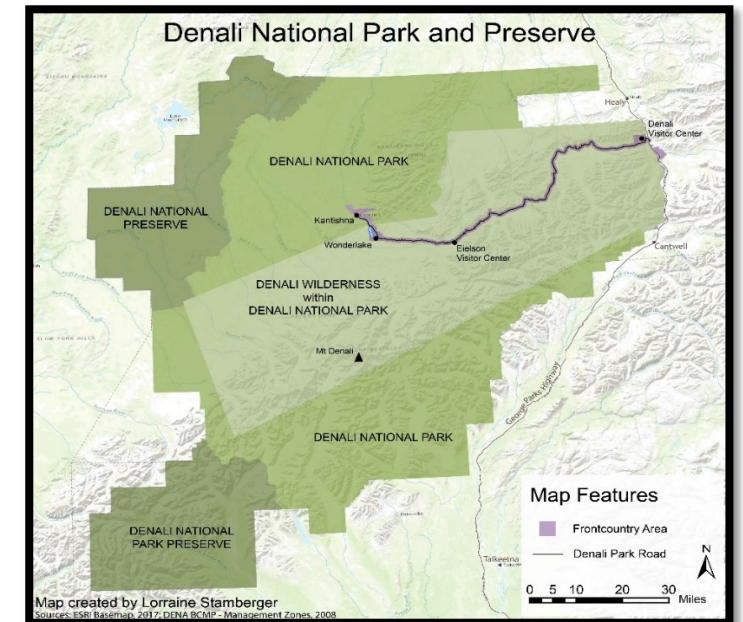 Denali National Park and Preserve
Healy
Denali
Visitor Center
DENALI NATIONAL PARK
DENALI NATIONAL
PRESERVE
Kantishna
Wonderlake
Eielson
Visitor Center
Cantwell
DENALI WILDERNESS
within
DENALI NATIONAL PARK
Mt Denali
George Parks Highway
DENALI NATIONAL PARK
DENALI NATIONAL
PARK PRESERVE
Talkeetna
Map Features
Frontcountry Area
Denali Park Road
N
0 5 10 20 30
Miles
Map created by Lorraine Stamberger
Sources: ESRI Basemap, 2017; DENA BCMP - Management Zones, 2008